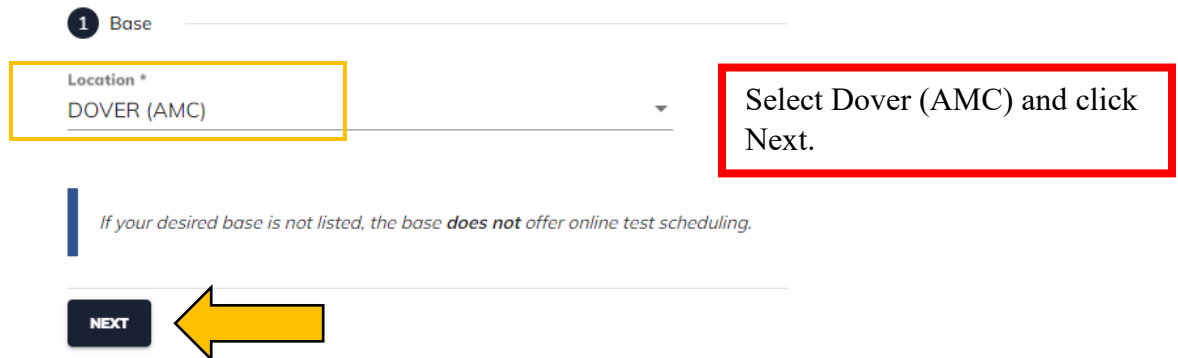 1 Base
Location *
DOVER (AMC)
Select Dover (AMC) and click
Next.
If your desired base is not listed, the base does not offer online test scheduling.
NEXT